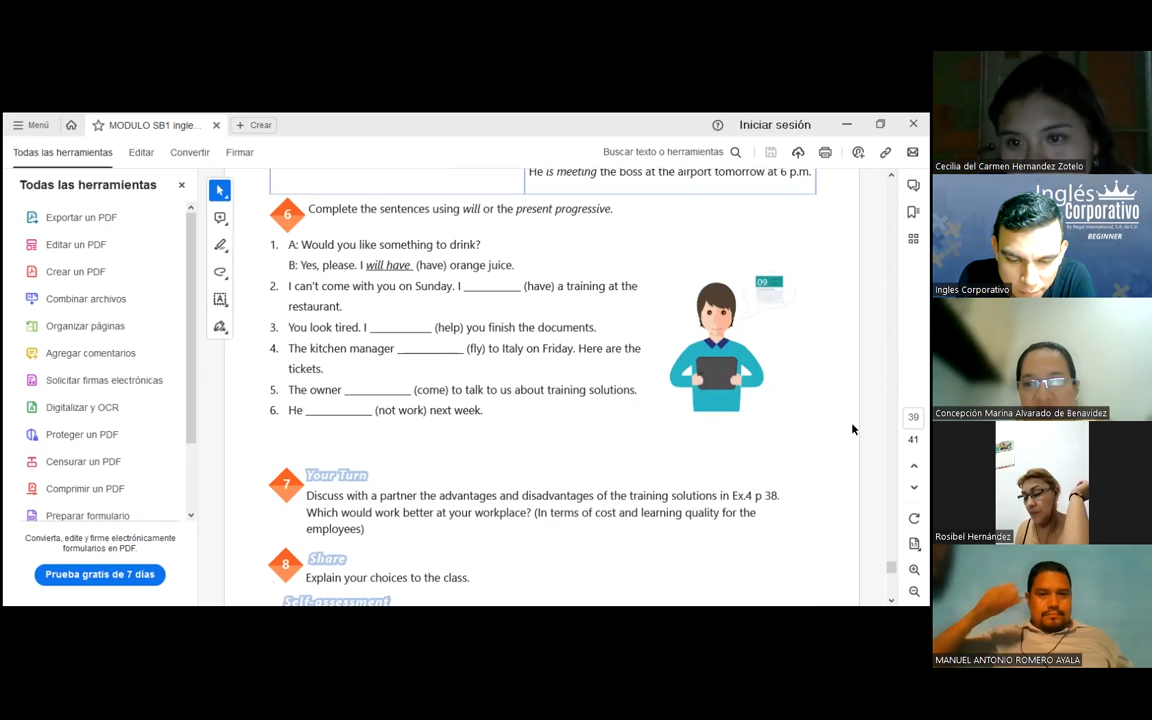 Menú
MODULO SB1 ingle...
Crear
Iniciar sesión
Todas las herramientas
Editar
Convertir
Firmar
Buscar texto o herramientas
Todas las herramientas
Exportar un PDF
Editar un PDF
Crear un PDF
Combinar archivos
Organizar páginas
Agregar comentarios
Solicitar firmas electrónicas
Digitalizar y OCR
Proteger un PDF
Censurar un PDF
Comprimir un PDF
Preparar formulario
Convierta, edite y firme electrónicamente
formularios en PDF.
Prueba gratis de 7 días
He is meeting the boss at the airport tomorrow at 6 p.m.
6 Complete the sentences using will or the present progressive.
1. A: Would you like something to drink?
B: Yes, please. I will have (have) orange juice.
2. I can't come with you on Sunday. I __________ (have) a training at the
restaurant.
3. You look tired. I ___________ (help) you finish the documents.
4. The kitchen manager ____________ (fly) to Italy on Friday. Here are the
tickets.
5. The owner ____________ (come) to talk to us about training solutions.
6. He ____________ (not work) next week.
09
7 Your Turn
Discuss with a partner the advantages and disadvantages of the training solutions in Ex.4 p 38.
Which would work better at your workplace? (In terms of cost and learning quality for the
employees)
8 Share
Explain your choices to the class.
Self-assessment
39
41
Cecilia del Carmen Hernandez Zotelo
Inglés
Corporativo
By Regal International, S.A. de C.V.
BEGINNER
Ingles Corporativo
Concepción Marina Alvarado de Benavidez
Rosibel Hernández
MANUEL ANTONIO ROMERO AYALA